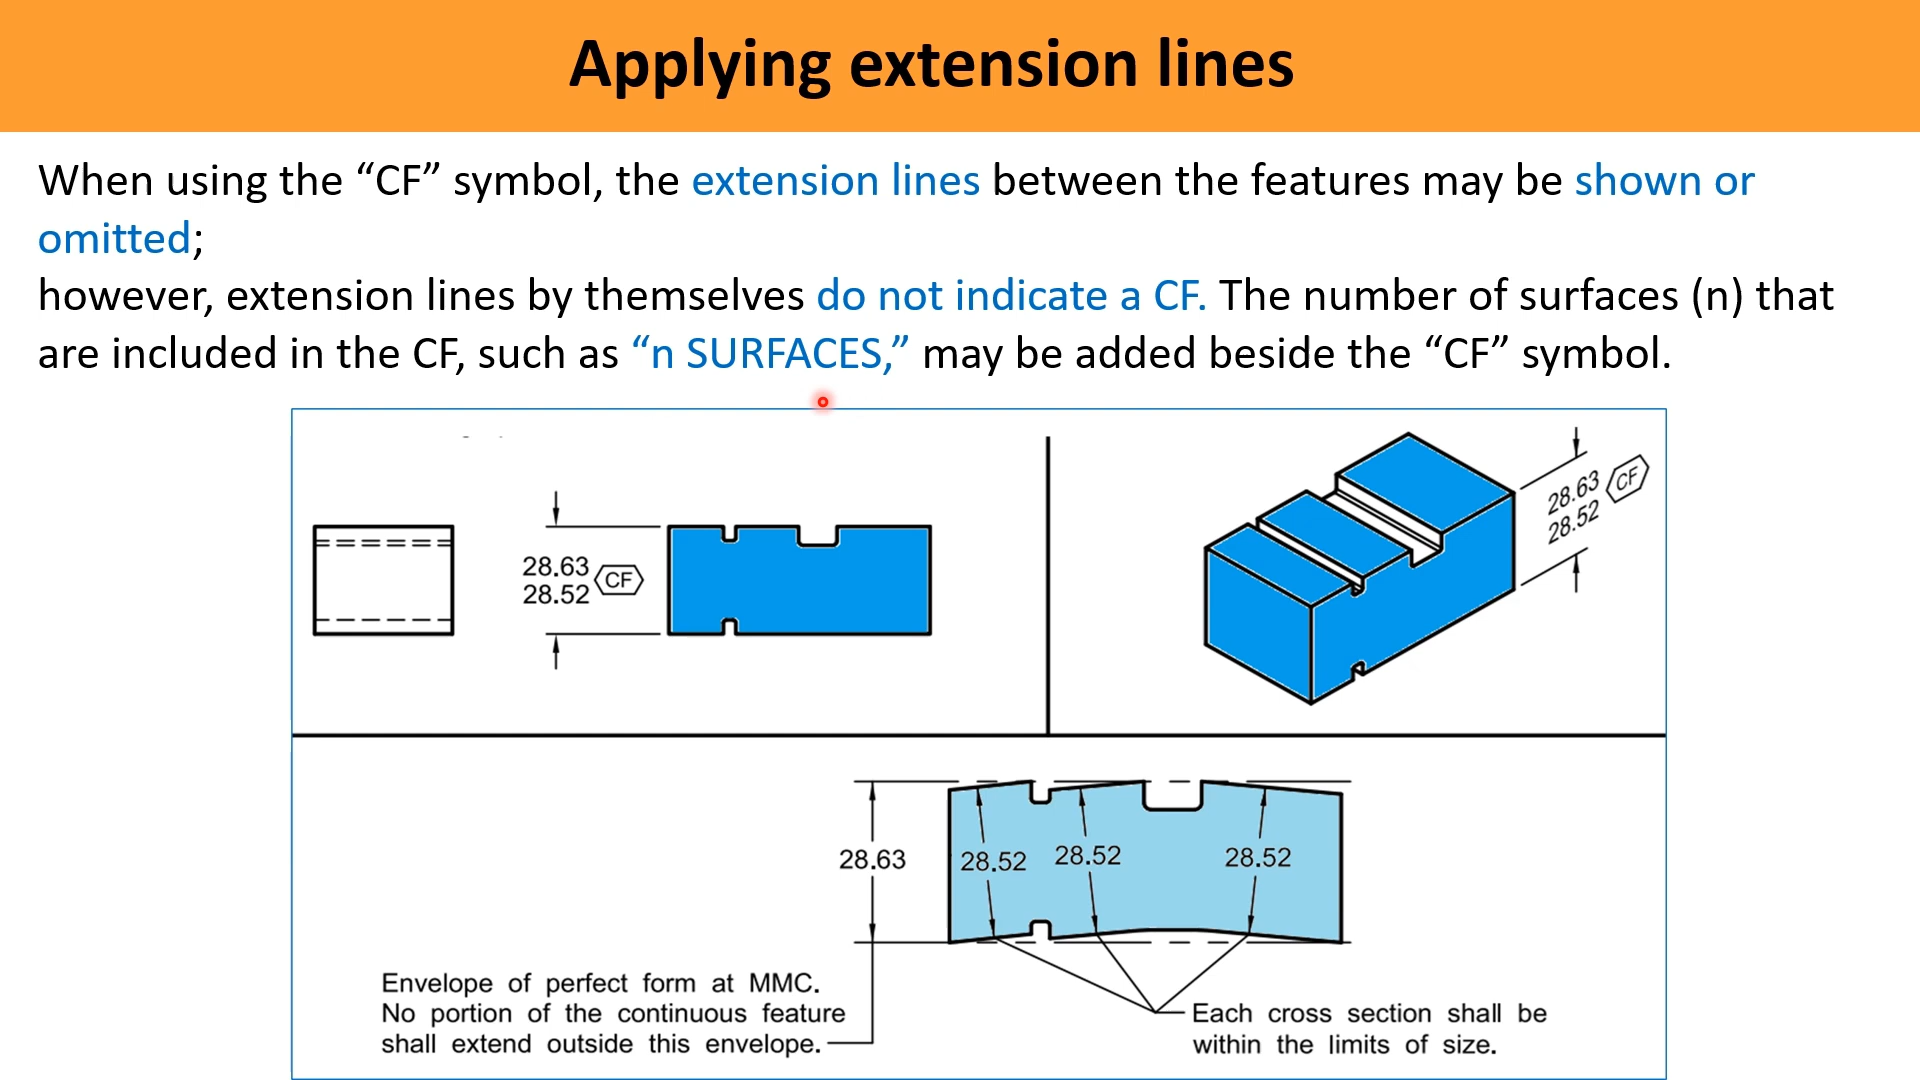 Applying extension lines
When using the “CF” symbol, the extension lines between the features may be shown or
omitted;
however, extension lines by themselves do not indicate a CF. The number of surfaces (n) that
are included in the CF, such as “n SURFACES,” may be added beside the “CF” symbol.
28.63
28.52
CF
28.63
28.52
CF
28.63
28.52
28.52
28.52
Envelope of perfect form at MMC.
No portion of the continuous feature
shall extend outside this envelope.
Each cross section shall be
within the limits of size.